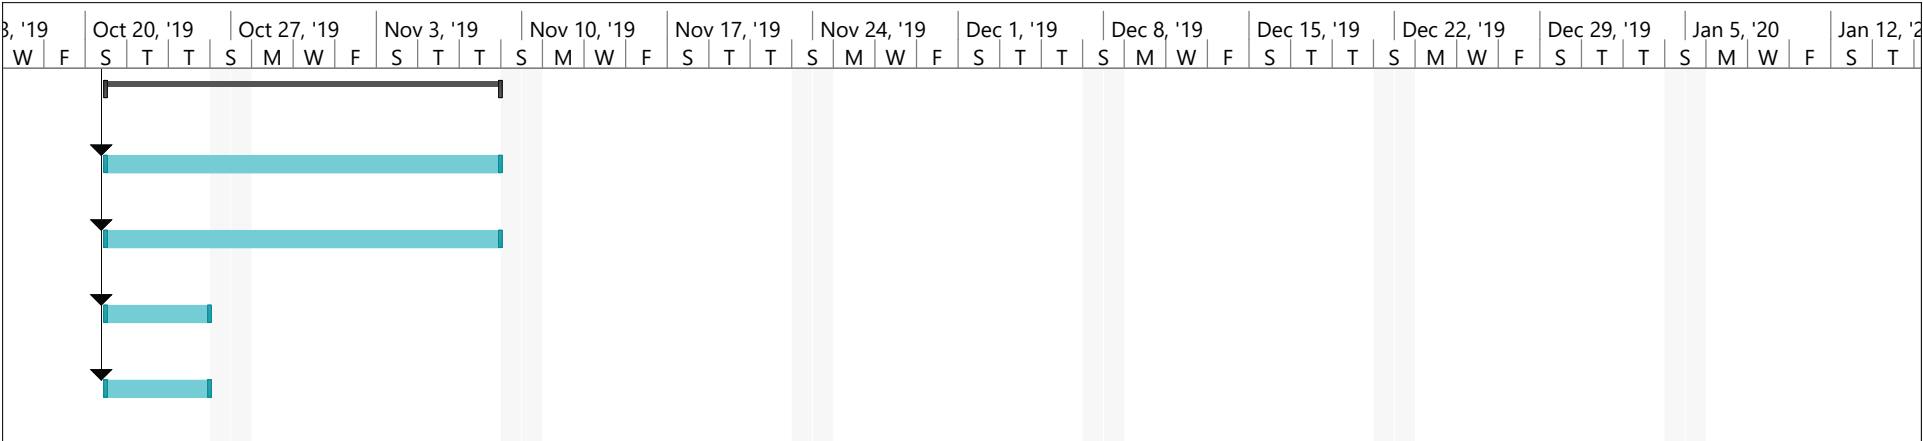 3, '19 Oct 20, '19 Oct 27, '19 Nov 3, '19 Nov 10, '19 Nov 17, '19 Nov 24, '19 Dec 1, '19 Dec 8, '19 Dec 15, '19 Dec 22, '19 Dec 29, '19 Jan 5, '20 Jan 12, '2
W F S T T S M W F S T T S M W F S T T S M W F S T T S M W F S T T S M W F S T T S M W F S T